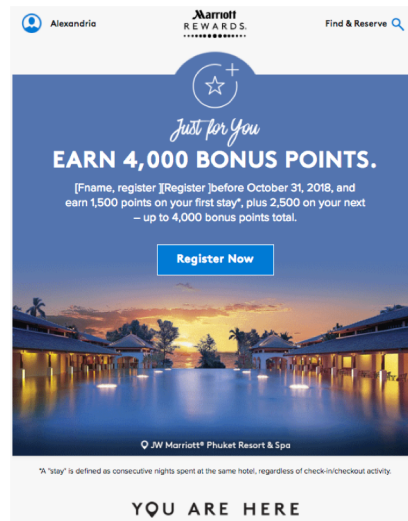 Alexandria
Marriott
REWARDS.
Find & Reserve
Just for You
EARN 4,000 BONUS POINTS.
[Fname, register ][Register ]before October 31, 2018, and
earn 1,500 points on your first stay*, plus 2,500 on your next
– up to 4,000 bonus points total.
Register Now
JW Marriott® Phuket Resort & Spa
*A "stay" is defined as consecutive nights spent at the same hotel, regardless of check-in/checkout activity.
YOU ARE HERE